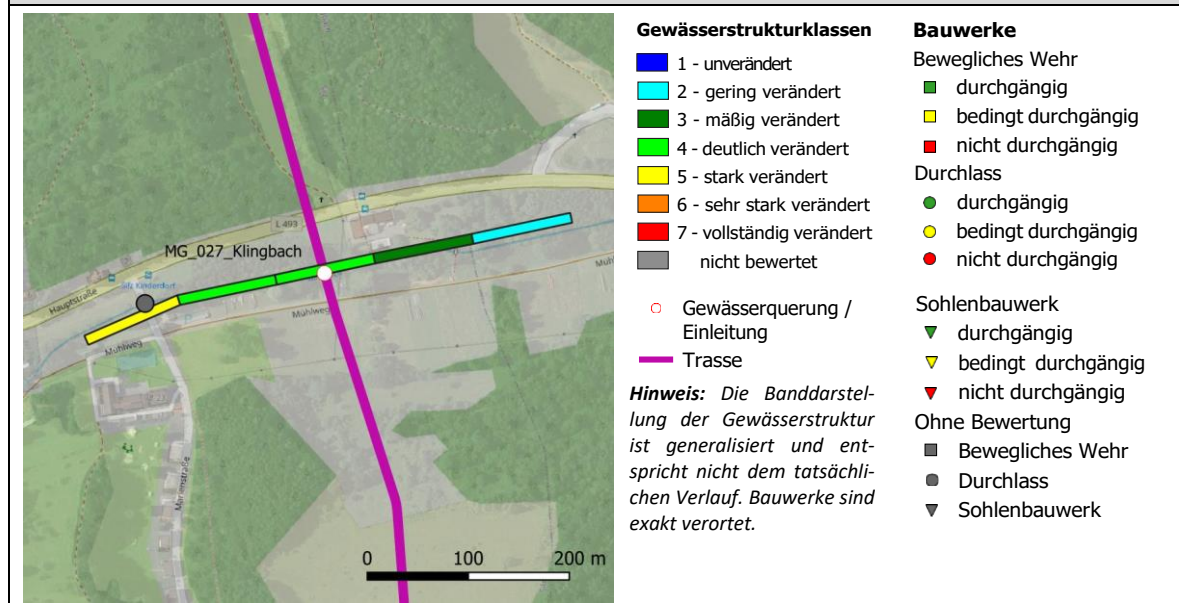 L 493
MG_027_Klingbach
Hauptstraße
Mühlweg
Mühlweg
Marienstraße
0 100 200 m
Gewässerstrukturklassen
1 - unverändert
2 - gering verändert
3 - mäßig verändert
4 - deutlich verändert
5 - stark verändert
6 - sehr stark verändert
7 - vollständig verändert
nicht bewertet
Gewässerquerung /
Einleitung
Trasse
Hinweis: Die Banddarstel-
lung der Gewässerstruktur
ist generalisiert und ent-
spricht nicht dem tatsächli-
chen Verlauf. Bauwerke sind
exakt verortet.
Bauwerke
Bewegliches Wehr
durchgängig
bedingt durchgängig
nicht durchgängig
Durchlass
durchgängig
bedingt durchgängig
nicht durchgängig
Sohlenbauwerk
durchgängig
bedingt durchgängig
nicht durchgängig
Ohne Bewertung
Bewegliches Wehr
Durchlass
Sohlenbauwerk